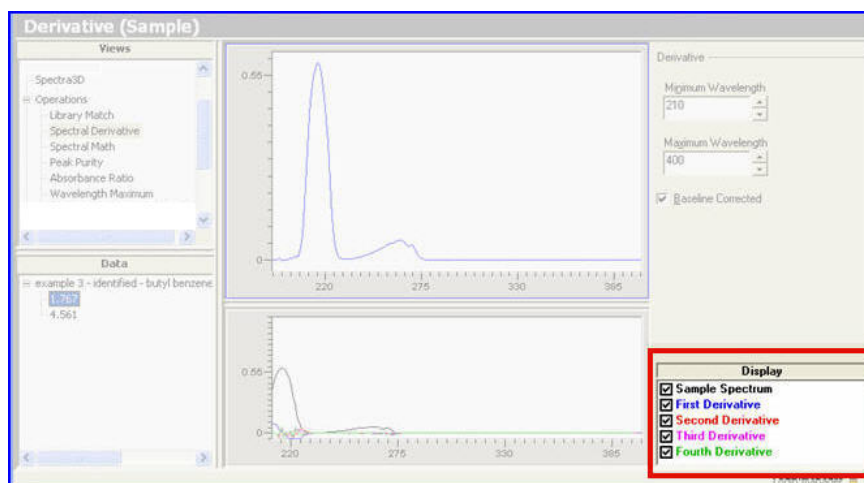 Derivative (Sample)
Views
Spectra3D
Operations
Library Match
Spectral Derivative
Spectral Math
Peak Purity
Absorbance Ratio
Wavelength Maximum
Data
example 3 - identified - butyl benzene
1.767
4.561
0.55
0
220
275
330
385
0.55
0
220
275
330
385
Derivative
Minimum Wavelength
210
Maximum Wavelength
400
Baseline Corrected
Display
Sample Spectrum
First Derivative
Second Derivative
Third Derivative
Fourth Derivative